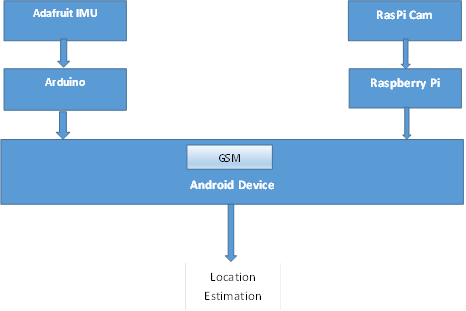 Adafruit IMU
RasPi Cam
Arduino
Raspberry Pi
GSM
Android Device
Location
Estimation